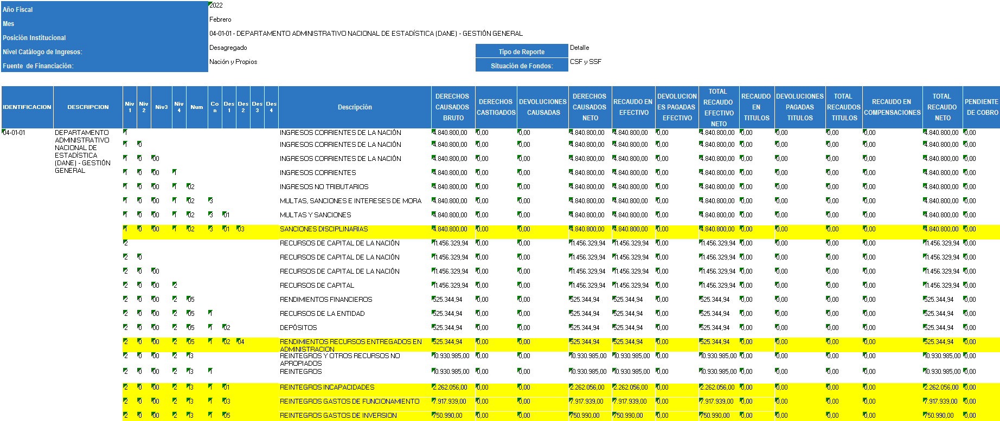 Año Fiscal 2022
Mes Febrero
Posición Institucional 04-01-01 - DEPARTAMENTO ADMINISTRATIVO NACIONAL DE ESTADÍSTICA (DANE) - GESTIÓN GENERAL
Nivel Catálogo de Ingresos: Desagregado Tipo de Reporte Detalle
Fuente de Financiación: Nación y Propios Situación de Fondos: CSF y SSF
IDENTIFICACION DESCRIPCION Niv 1 Niv 2 Niv3 Niv 4 Num Co n Des 1 Des 2 Des 3 Des 4 Descripción DERECHOS CAUSADOS BRUTO DERECHOS CASTIGADOS DEVOLUCIONES CAUSADAS DERECHOS CAUSADOS NETO RECAUDO EN EFECTIVO DEVOLUCION ES PAGADAS EFECTIVO TOTAL RECAUDO EFECTIVO NETO RECAUDO EN TITULOS DEVOLUCIONES PAGADAS TITULOS TOTAL RECAUDOS TITULOS RECAUDO EN COMPENSACIONES TOTAL RECAUDO NETO PENDIENTE DE COBRO
04-01-01 DEPARTAMENTO ADMINISTRATIVO NACIONAL DE ESTADÍSTICA (DANE) - GESTIÓN GENERAL 1 INGRESOS CORRIENTES DE LA NACIÓN 4.840.800,00 0,00 0,00 4.840.800,00 4.840.800,00 0,00 4.840.800,00 0,00 0,00 0,00 0,00 4.840.800,00 0,00
1 0 INGRESOS CORRIENTES DE LA NACIÓN 4.840.800,00 0,00 0,00 4.840.800,00 4.840.800,00 0,00 4.840.800,00 0,00 0,00 0,00 0,00 4.840.800,00 0,00
1 0 00 INGRESOS CORRIENTES DE LA NACIÓN 4.840.800,00 0,00 0,00 4.840.800,00 4.840.800,00 0,00 4.840.800,00 0,00 0,00 0,00 0,00 4.840.800,00 0,00
1 0 00 1 INGRESOS CORRIENTES 4.840.800,00 0,00 0,00 4.840.800,00 4.840.800,00 0,00 4.840.800,00 0,00 0,00 0,00 0,00 4.840.800,00 0,00
1 0 00 1 02 INGRESOS NO TRIBUTARIOS 4.840.800,00 0,00 0,00 4.840.800,00 4.840.800,00 0,00 4.840.800,00 0,00 0,00 0,00 0,00 4.840.800,00 0,00
1 0 00 1 02 3 MULTAS, SANCIONES E INTERESES DE MORA 4.840.800,00 0,00 0,00 4.840.800,00 4.840.800,00 0,00 4.840.800,00 0,00 0,00 0,00 0,00 4.840.800,00 0,00
1 0 00 1 02 3 01 MULTAS Y SANCIONES 4.840.800,00 0,00 0,00 4.840.800,00 4.840.800,00 0,00 4.840.800,00 0,00 0,00 0,00 0,00 4.840.800,00 0,00
1 0 00 1 02 3 01 03 SANCIONES DISCIPLINARIAS 4.840.800,00 0,00 0,00 4.840.800,00 4.840.800,00 0,00 4.840.800,00 0,00 0,00 0,00 0,00 4.840.800,00 0,00
2 RECURSOS DE CAPITAL DE LA NACIÓN 11.456.329,94 0,00 0,00 11.456.329,94 11.456.329,94 0,00 11.456.329,94 0,00 0,00 0,00 0,00 11.456.329,94 0,00
2 0 RECURSOS DE CAPITAL DE LA NACIÓN 11.456.329,94 0,00 0,00 11.456.329,94 11.456.329,94 0,00 11.456.329,94 0,00 0,00 0,00 0,00 11.456.329,94 0,00
2 0 00 RECURSOS DE CAPITAL DE LA NACIÓN 11.456.329,94 0,00 0,00 11.456.329,94 11.456.329,94 0,00 11.456.329,94 0,00 0,00 0,00 0,00 11.456.329,94 0,00
2 0 00 2 RECURSOS DE CAPITAL 11.456.329,94 0,00 0,00 11.456.329,94 11.456.329,94 0,00 11.456.329,94 0,00 0,00 0,00 0,00 11.456.329,94 0,00
2 0 00 2 05 RENDIMIENTOS FINANCIEROS 525.344,94 0,00 0,00 525.344,94 525.344,94 0,00 525.344,94 0,00 0,00 0,00 0,00 525.344,94 0,00
2 0 00 2 05 1 RECURSOS DE LA ENTIDAD 525.344,94 0,00 0,00 525.344,94 525.344,94 0,00 525.344,94 0,00 0,00 0,00 0,00 525.344,94 0,00
2 0 00 2 05 1 02 DEPÓSITOS 525.344,94 0,00 0,00 525.344,94 525.344,94 0,00 525.344,94 0,00 0,00 0,00 0,00 525.344,94 0,00
2 0 00 2 05 1 02 04 RENDIMIENTOS RECURSOS ENTREGADOS EN ADMINISTRACION 525.344,94 0,00 0,00 525.344,94 525.344,94 0,00 525.344,94 0,00 0,00 0,00 0,00 525.344,94 0,00
2 0 00 2 13 REINTEGROS Y OTROS RECURSOS NO APROPIADOS 10.930.985,00 0,00 0,00 10.930.985,00 10.930.985,00 0,00 10.930.985,00 0,00 0,00 0,00 0,00 10.930.985,00 0,00
2 0 00 2 13 1 REINTEGROS 10.930.985,00 0,00 0,00 10.930.985,00 10.930.985,00 0,00 10.930.985,00 0,00 0,00 0,00 0,00 10.930.985,00 0,00
2 0 00 2 13 1 01 REINTEGROS INCAPACIDADES 2.262.056,00 0,00 0,00 2.262.056,00 2.262.056,00 0,00 2.262.056,00 0,00 0,00 0,00 0,00 2.262.056,00 0,00
2 0 00 2 13 1 03 REINTEGROS GASTOS DE FUNCIONAMIENTO 7.917.939,00 0,00 0,00 7.917.939,00 7.917.939,00 0,00 7.917.939,00 0,00 0,00 0,00 0,00 7.917.939,00 0,00
2 0 00 2 13 1 05 REINTEGROS GASTOS DE INVERSION 750.990,00 0,00 0,00 750.990,00 750.990,00 0,00 750.990,00 0,00 0,00 0,00 0,00 750.990,00 0,00